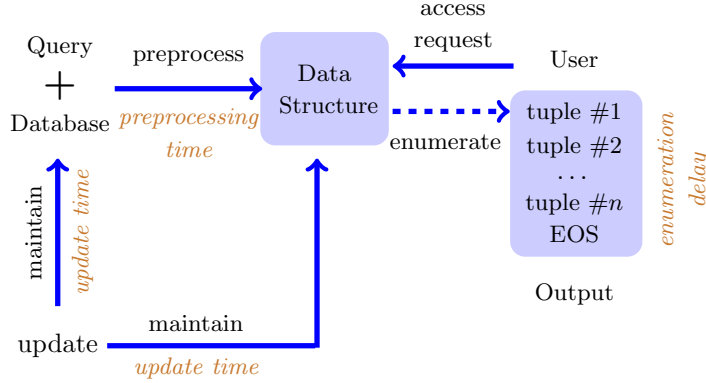 Query
+
Database
preprocess
preprocessing
time
Data
Structure
access
request
User
enumerate
tuple #1
tuple #2
...
tuple #n
EOS
enumeration
delay
Output
maintain
update time
update
maintain
update time